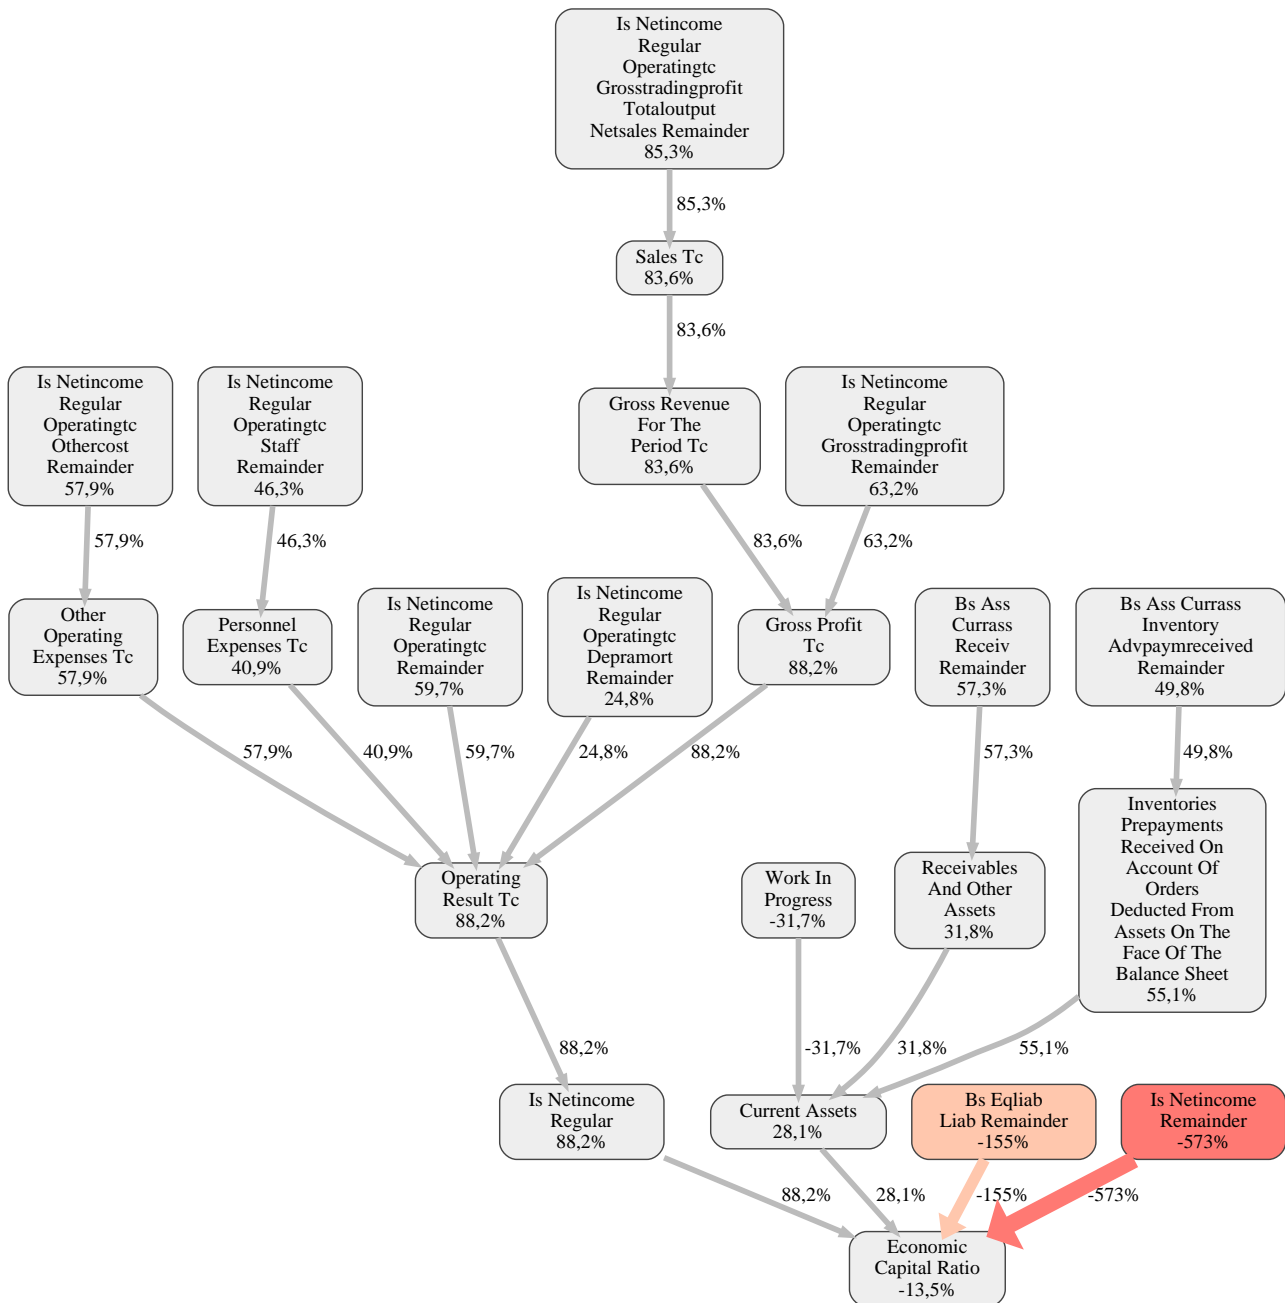 Is Netincome
Regular
Operatingtc
Grosstradingprofit
Totaloutput
Netsales Remainder
85,3%
85,3%
Sales Tc
83,6%
83,6%
Is Netincome
Regular
Operatingtc
Othercost
Remainder
57,9%
Is Netincome
Regular
Operatingtc
Staff
Remainder
46,3%
Gross Revenue
For The
Period Tc
83,6%
Is Netincome
Regular
Operatingtc
Grosstradingprofit
Remainder
63,2%
57,9%
46,3%
83,6%
63,2%
Other
Operating
Expenses Tc
57,9%
Personnel
Expenses Tc
40,9%
Is Netincome
Regular
Operatingtc
Remainder
59,7%
Is Netincome
Regular
Operatingtc
Depramort
Remainder
24,8%
Gross Profit
Tc
88,2%
Bs Ass
Currass
Receiv
Remainder
57,3%
Bs Ass Currass
Inventory
Advpaymreceived
Remainder
49,8%
57,9%
40,9%
59,7%
24,8%
88,2%
57,3%
49,8%
Operating
Result Tc
88,2%
Work In
Progress
-31,7%
Receivables
And Other
Assets
31,8%
Inventories
Prepayments
Received On
Account Of
Orders
Deducted From
Assets On The
Face Of The
Balance Sheet
55,1%
88,2%
-31,7%
31,8%
55,1%
Is Netincome
Regular
88,2%
Current Assets
28,1%
Bs Eqliab
Liab Remainder
-155%
Is Netincome
Remainder
-573%
88,2%
28,1%
-155%
-573%
Economic
Capital Ratio
-13,5%